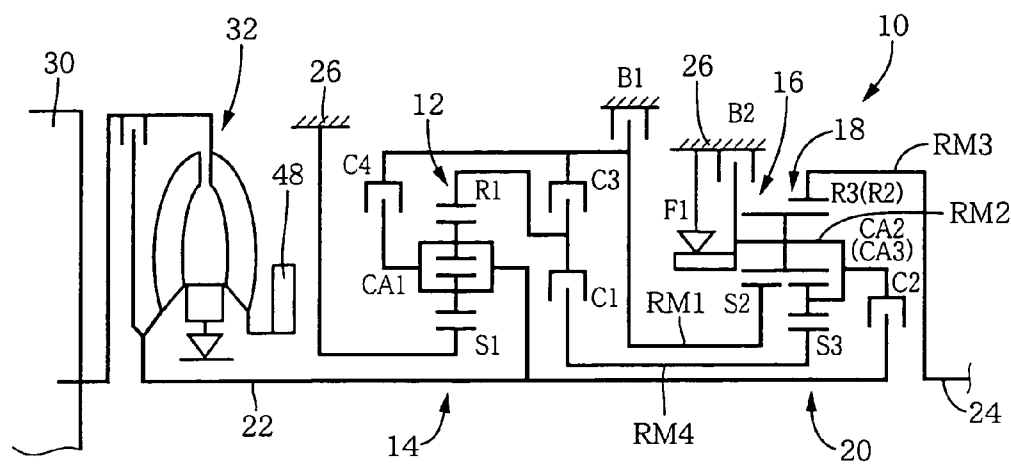 10
32
30
26
B1
26
B2
16
12
18
RM3
C4
R1
C3
R3(R2)
48
F1
RM2
CA2
(CA3)
CA1
C1
S2
C2
RM1
S1
S3
22
14
RM4
20
24